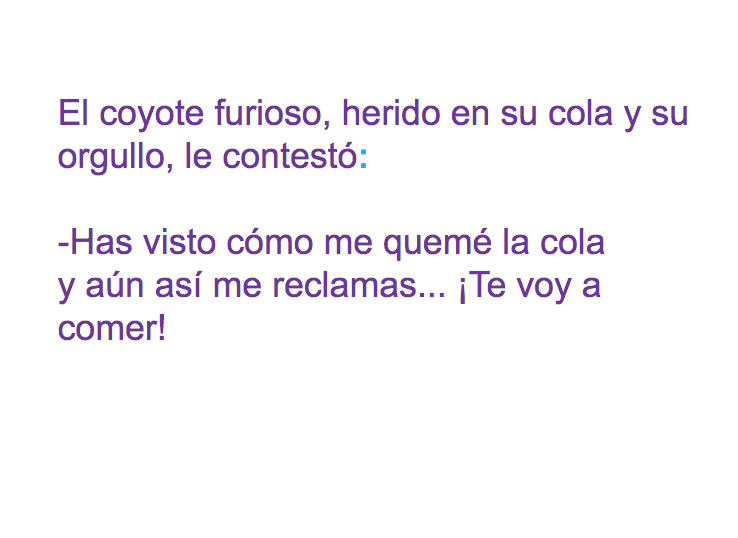 El coyote furioso, herido en su cola y su
orgullo, le contestó:
-Has visto cómo me quemé la cola
y aún así me reclamas... ¡Te voy a
comer!